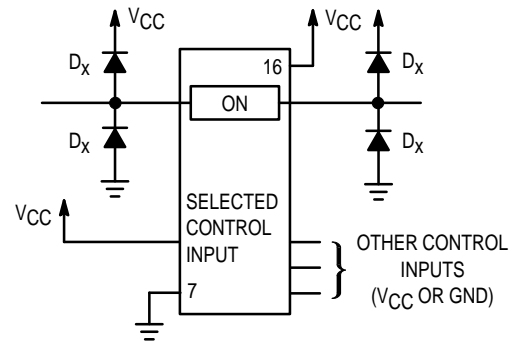 VCC
VCC
DX
16
DX
ON
DX
DX
VCC
SELECTED
CONTROL
INPUT
OTHER CONTROL
INPUTS
(VCC OR GND)
7